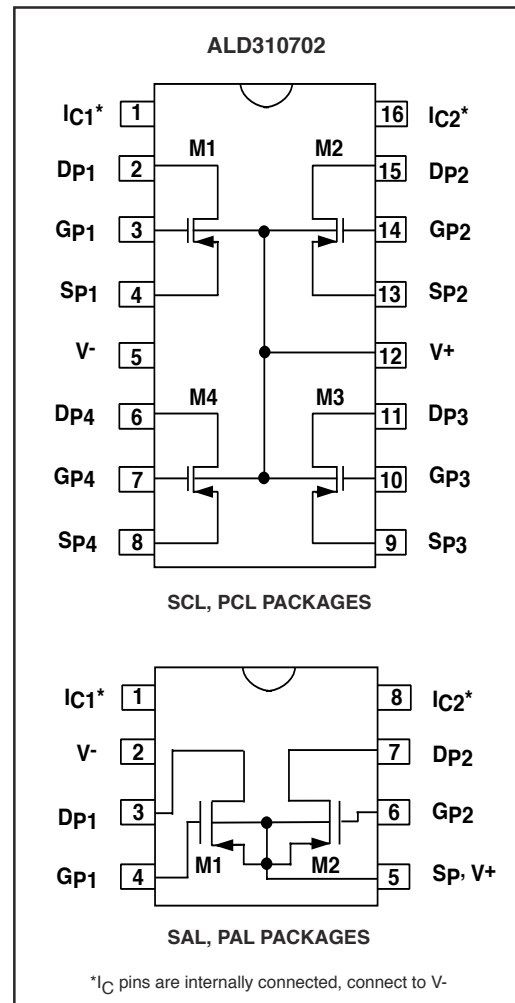 ALD310702
IC1* 1 16 IC2*
M1 M2
DP1 2 15 DP2
GP1 3 14 GP2
SP1 4 13 SP2
V- 5 12 V+
M4 M3
DP4 6 11 DP3
GP4 7 10 GP3
SP4 8 9 SP3
SCL, PCL PACKAGES
IC1* 1 8 IC2*
V- 2 7 DP2
DP1 3 6 GP2
M1 M2
GP1 4 5 SP, V+
SAL, PAL PACKAGES
*IC pins are internally connected, connect to V-